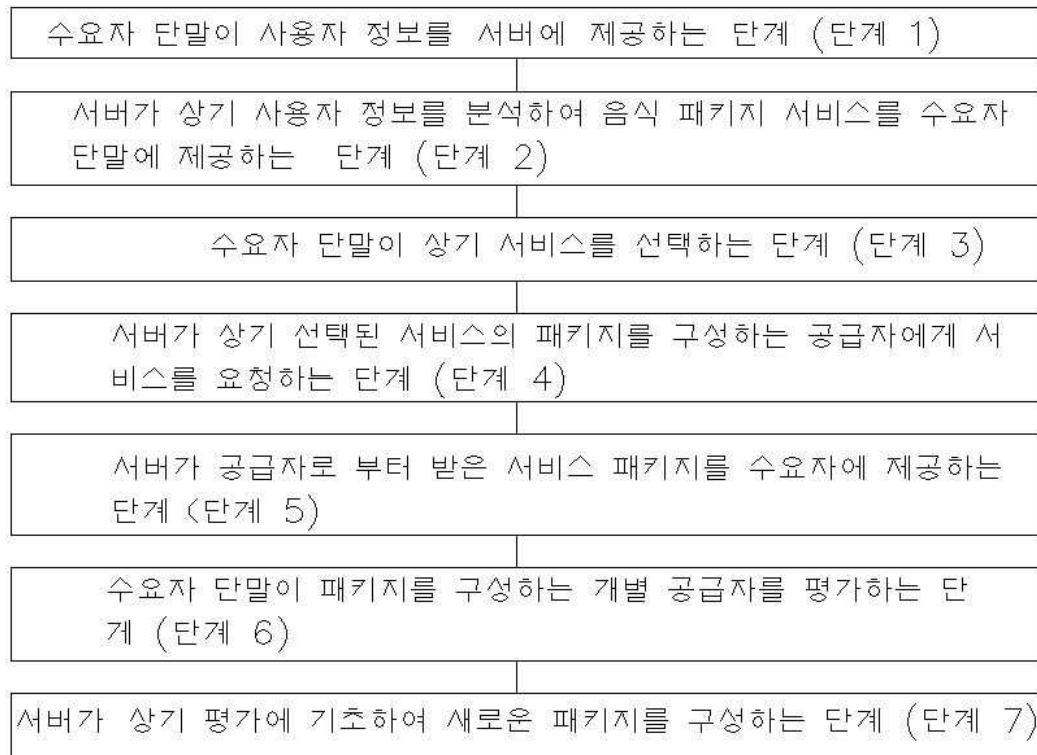 수요자 단말이 사용자 정보를 서버에 제공하는 단계 (단계 1)
서버가 상기 사용자 정보를 분석하여 음식 패키지 서비스를 수요자
단말에 제공하는 단계 (단계 2)
수요자 단말이 상기 서비스를 선택하는 단계 (단계 3)
서버가 상기 선택된 서비스의 패키지를 구성하는 공급자에게 서
비스를 요청하는 단계 (단계 4)
서버가 공급자로 부터 받은 서비스 패키지를 수요자에 제공하는
단계 (단계 5)
수요자 단말이 패키지를 구성하는 개별 공급자를 평가하는 단
계 (단계 6)
서버가 상기 평가에 기초하여 새로운 패키지를 구성하는 단계 (단계 7)